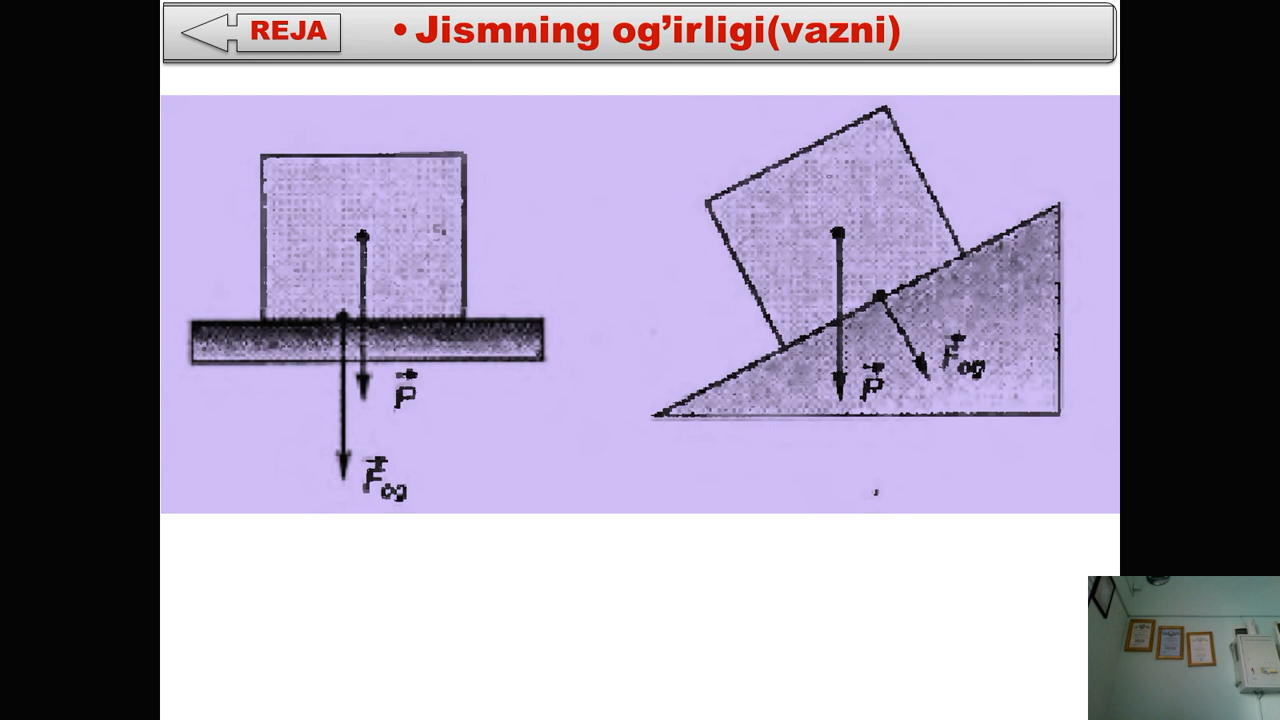 REJA
• Jismning og’irligi(vazni)
P
F og
P
F og